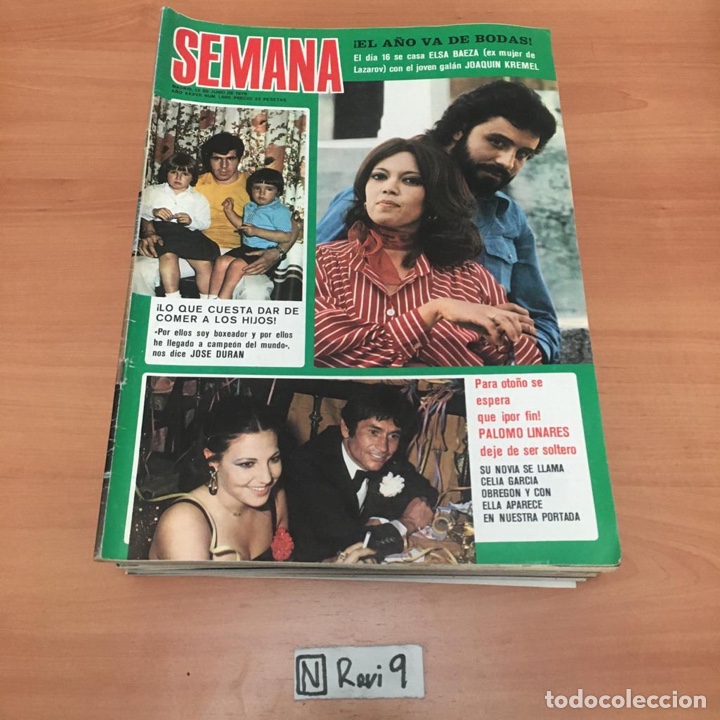 SEMANA
¡EL AÑO VA DE BODAS!
El día 16 se casa ELSA BAEZA (ex mujer de
Lazarov) con el joven galán JOAQUIN KREMEL
¡LO QUE CUESTA DAR DE
COMER A LOS HIJOS!
«Por ellos soy boxeador y por ellos
he llegado a campeón del mundo»,
nos dice JOSE DURAN
Para otoño se
espera
que ¡por fin!
PALOMO LINARES
deje de ser soltero
SU NOVIA SE LLAMA
CELIA GARCIA
OBREGON Y CON
ELLA APARECE
EN NUESTRA PORTADA
N Revi 9
todocoleccion